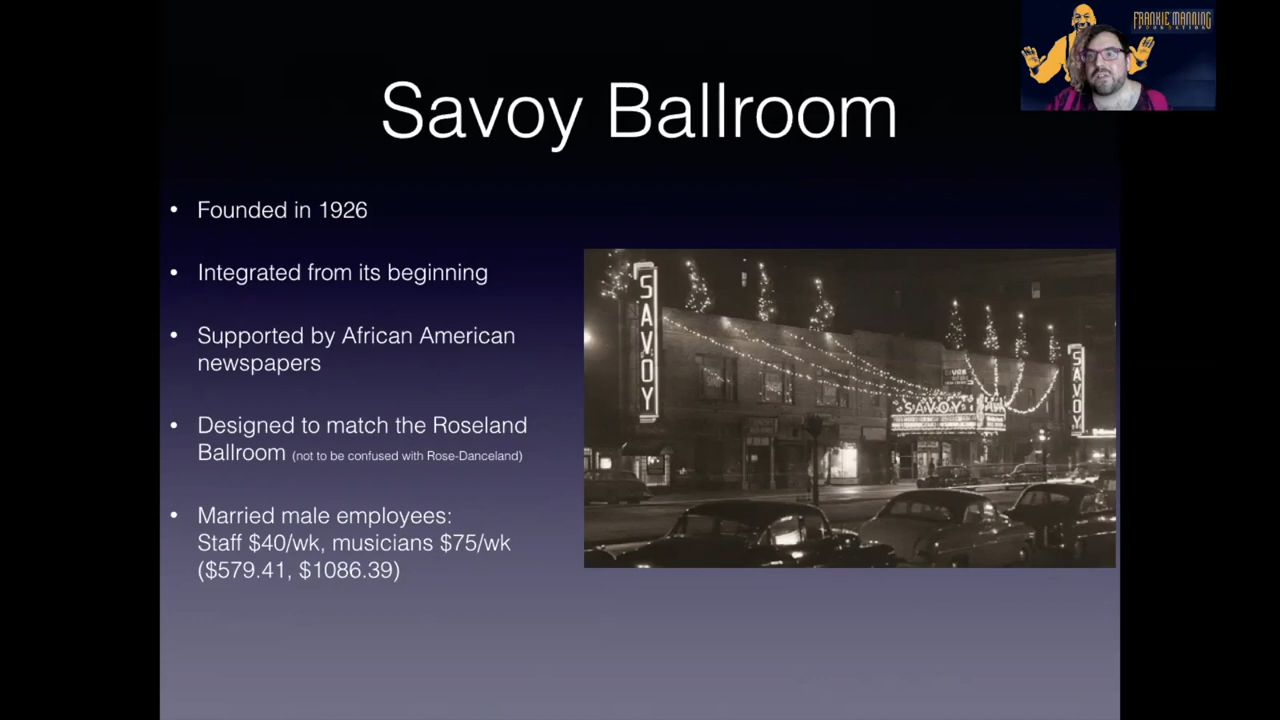 FRANKIE MANNING
Savoy Ballroom
• Founded in 1926
• Integrated from its beginning
• Supported by African American
newspapers
• Designed to match the Roseland
Ballroom (not to be confused with Rose-Danceland)
• Married male employees:
Staff $40/wk, musicians $75/wk
($579.41, $1086.39)
SAVOY
SAVOY
SAVOY